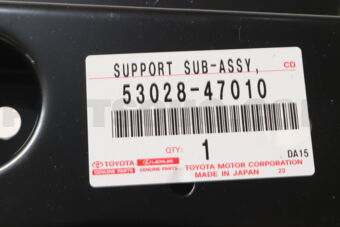 SUPPORT SUB-ASSY, CD
53028-47010
QTY: 1 DA15
TOYOTA LEXUS TOYOTA MOTOR CORPORATION
GENUINE PARTS GENUINE PARTS MADE IN JAPAN 23